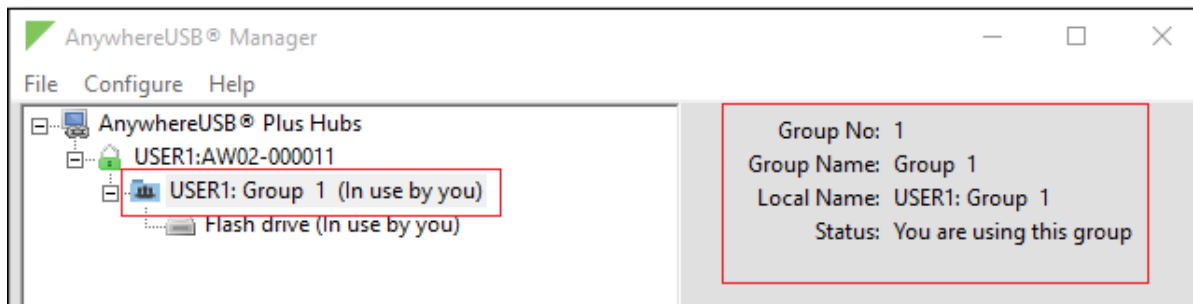 AnywhereUSB® Manager
File Configure Help
AnywhereUSB® Plus Hubs
USER1:AW02-000011
USER1: Group 1 (In use by you)
Flash drive (In use by you)
Group No: 1
Group Name: Group 1
Local Name: USER1: Group 1
Status: You are using this group